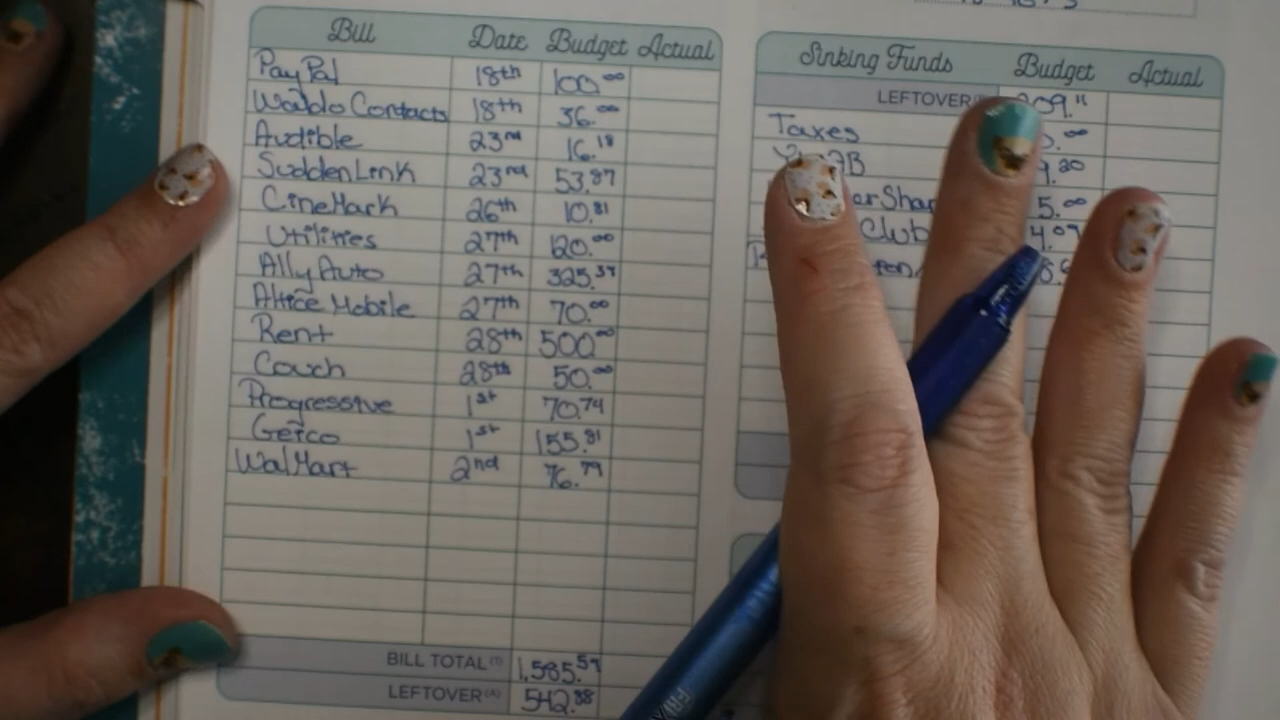 Bill Date Budget Actual
PayPal 18th 100.00
Waldo Contacts 18th 36.00
Audible 23rd 16.18
SuddenLink 23rd 53.87
CineMark 26th 10.81
Utilities 27th 120.00
Ally Auto 27th 325.37
Altice Mobile 27th 70.00
Rent 28th 500.00
Couch 28th 50.00
Progressive 1st 70.74
Geico 1st 155.81
WalMart 2nd 76.79
BILL TOTAL (T) 1,585.57
LEFTOVER (A) 542.88
Sinking Funds Budget Actual
LEFTOVER 09.11
Taxes
Club